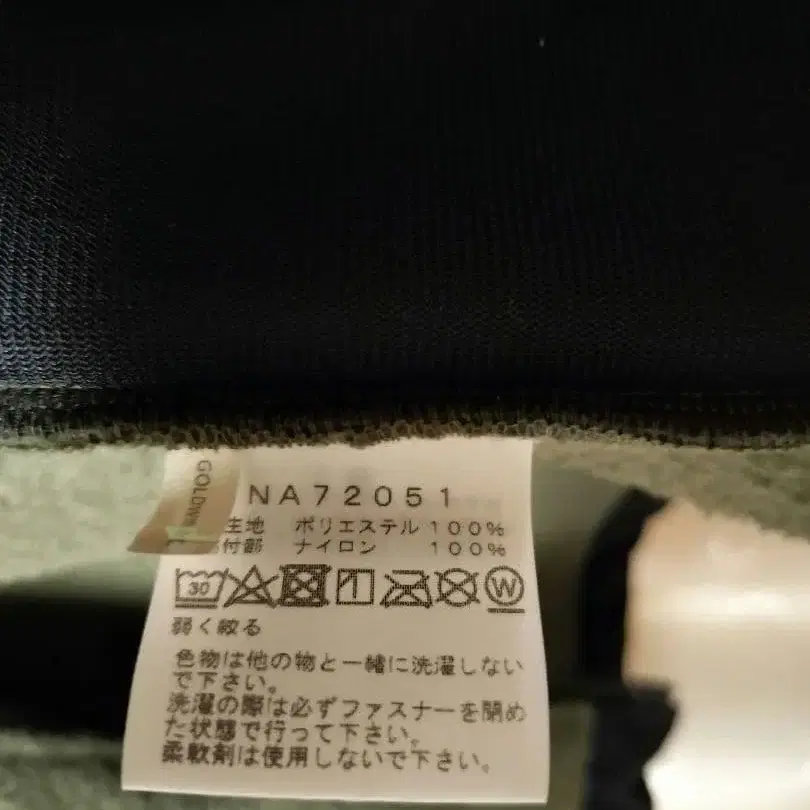 GOLDWIN
NA72051
主地 ポリエステル 100%
付部 ナイロン 100%
30
W
弱く絞る
色物は他の物と一緒に洗濯しない
で下さい。
洗濯の際は必ずファスナーを閉め
た状態で行って下さい。
柔軟剤は使用しないで下さい。